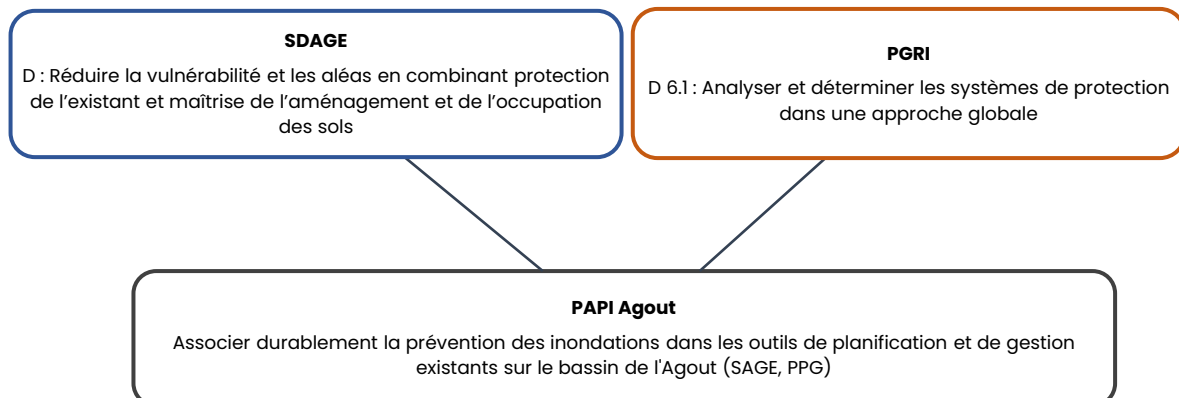 SDAGE
D : Réduire la vulnérabilité et les aléas en combinant protection
de l’existant et maîtrise de l’aménagement et de l’occupation
des sols
PGRI
D 6.1 : Analyser et déterminer les systèmes de protection
dans une approche globale
PAPI Agout
Associer durablement la prévention des inondations dans les outils de planification et de gestion
existants sur le bassin de l'Agout (SAGE, PPG)